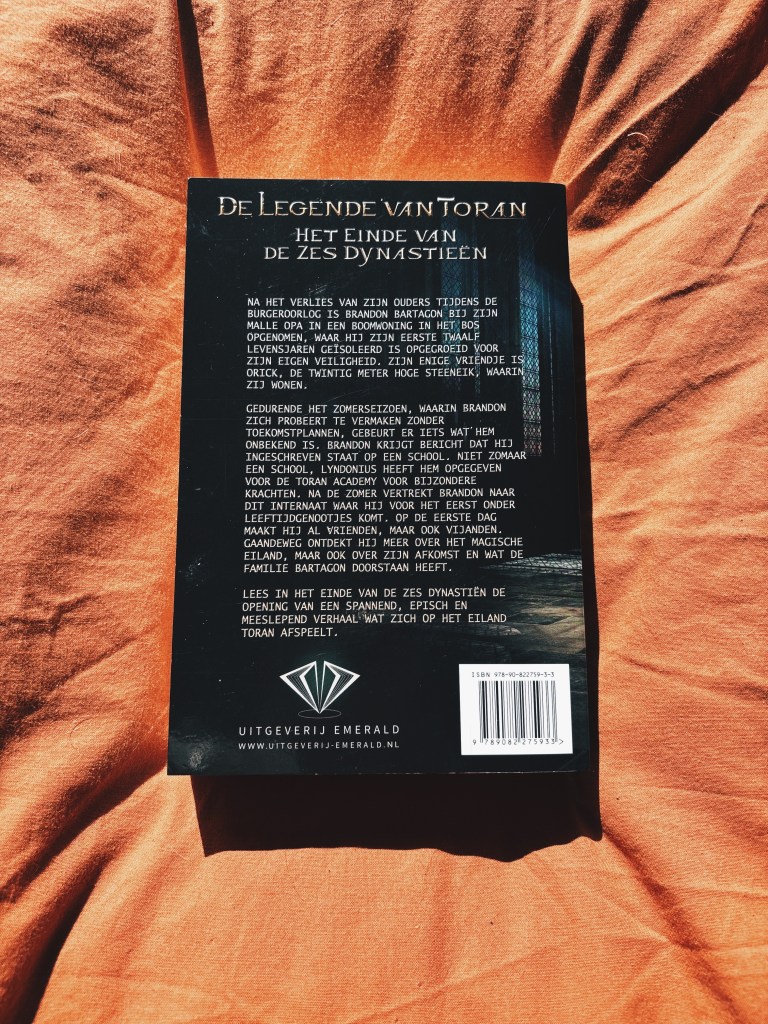 DE LEGENDE VAN TORAN
HET EINDE VAN
DE ZES DYNASTIEËN
NA HET VERLIES VAN ZIJN OUDERS TIJDENS DE
BURGEROORLOG IS BRANDON BARTAGON BIJ ZIJN
MALLE OPA IN EEN BOOMWONING IN HET BOS
OPGENOMEN, WAAR HIJ ZIJN EERSTE TWAALF
LEVENSJAREN GEÏSOLEERD IS OPGEGROEID VOOR
ZIJN EIGEN VEILIGHEID. ZIJN ENIGE VRIENDJE IS
ORICK, DE TWINTIG METER HOGE STEENEIK, WAARIN
ZIJ WONEN.
GEDURENDE HET ZOMERSEIZOEN, WAARIN BRANDON
ZICH PROBEERT TE VERMAKEN ZONDER
TOEKOMSTPLANNEN, GEBEURT ER IETS WAT HEM
ONBEKEND IS. BRANDON KRIJGT BERICHT DAT HIJ
INGESCHREVEN STAAT OP EEN SCHOOL. NIET ZOMAAR
EEN SCHOOL, LYNDONIUS HEEFT HEM OPGEGEVEN
VOOR DE TORAN ACADEMY VOOR BIJZONDERE
KRACHTEN. NA DE ZOMER VERTREKT BRANDON NAAR
DIT INTERNAAT WAAR HIJ VOOR HET EERST ONDER
LEEFTIJDGENOOTJES KOMT. OP DE EERSTE DAG
MAAKT HIJ AL VRIENDEN, MAAR OOK VIJANDEN.
GAANDEWEG ONTDEKT HIJ MEER OVER HET MAGISCHE
EILAND, MAAR OOK OVER ZIJN AFKOMST EN WAT DE
FAMILIE BARTAGON DOORSTAAN HEEFT.
LEES IN HET EINDE VAN DE ZES DYNASTIËN DE
OPENING VAN EEN SPANNEND, EPISCH EN
MEESLEPEND VERHAAL WAT ZICH OP HET EILAND
TORAN AFSPEELT.
UITGEVERIJ EMERALD
WWW.UITGEVERIJ-EMERALD.NL
ISBN 978-90-822759-3-3
9 789082 275933 >